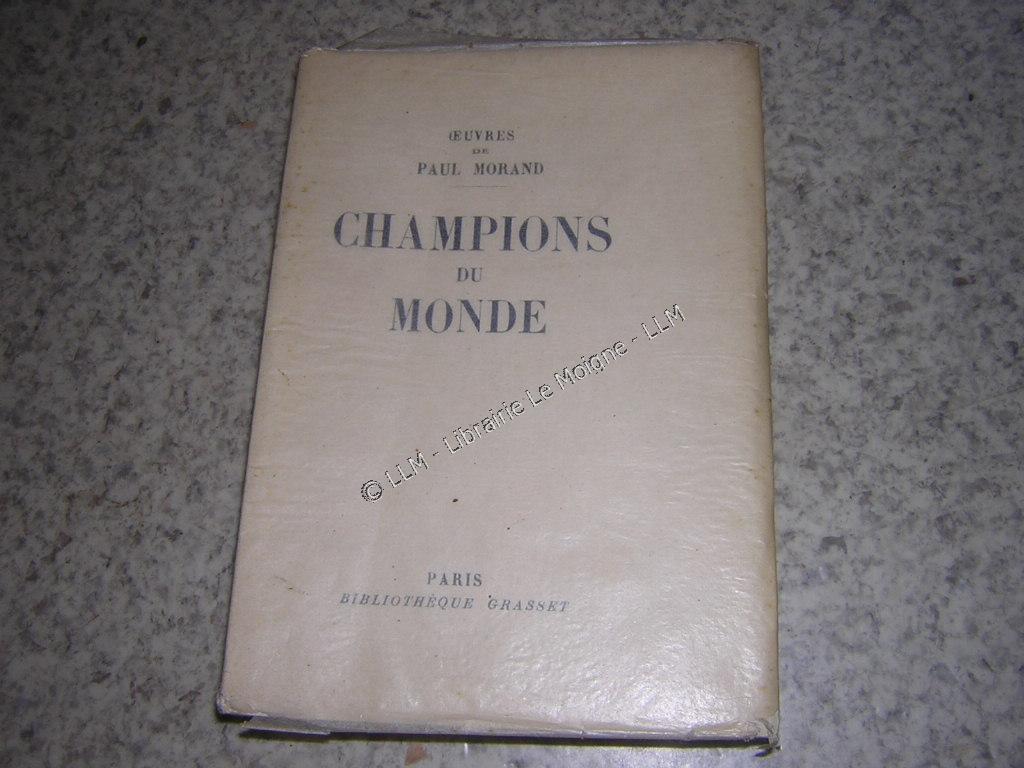 ŒUVRES
DE
PAUL MORAND
CHAMPIONS
DU
MONDE
© LLM - Librairie Le Moigne - LLM
PARIS
BIBLIOTHÈQUE GRASSET